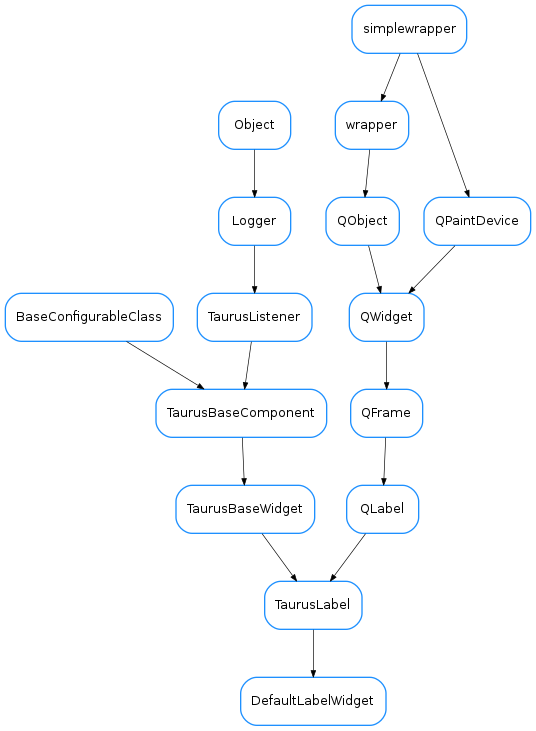 simplewrapper
Object
wrapper
Logger
QObject
QPaintDevice
BaseConfigurableClass
TaurusListener
QWidget
TaurusBaseComponent
QFrame
TaurusBaseWidget
QLabel
TaurusLabel
DefaultLabelWidget